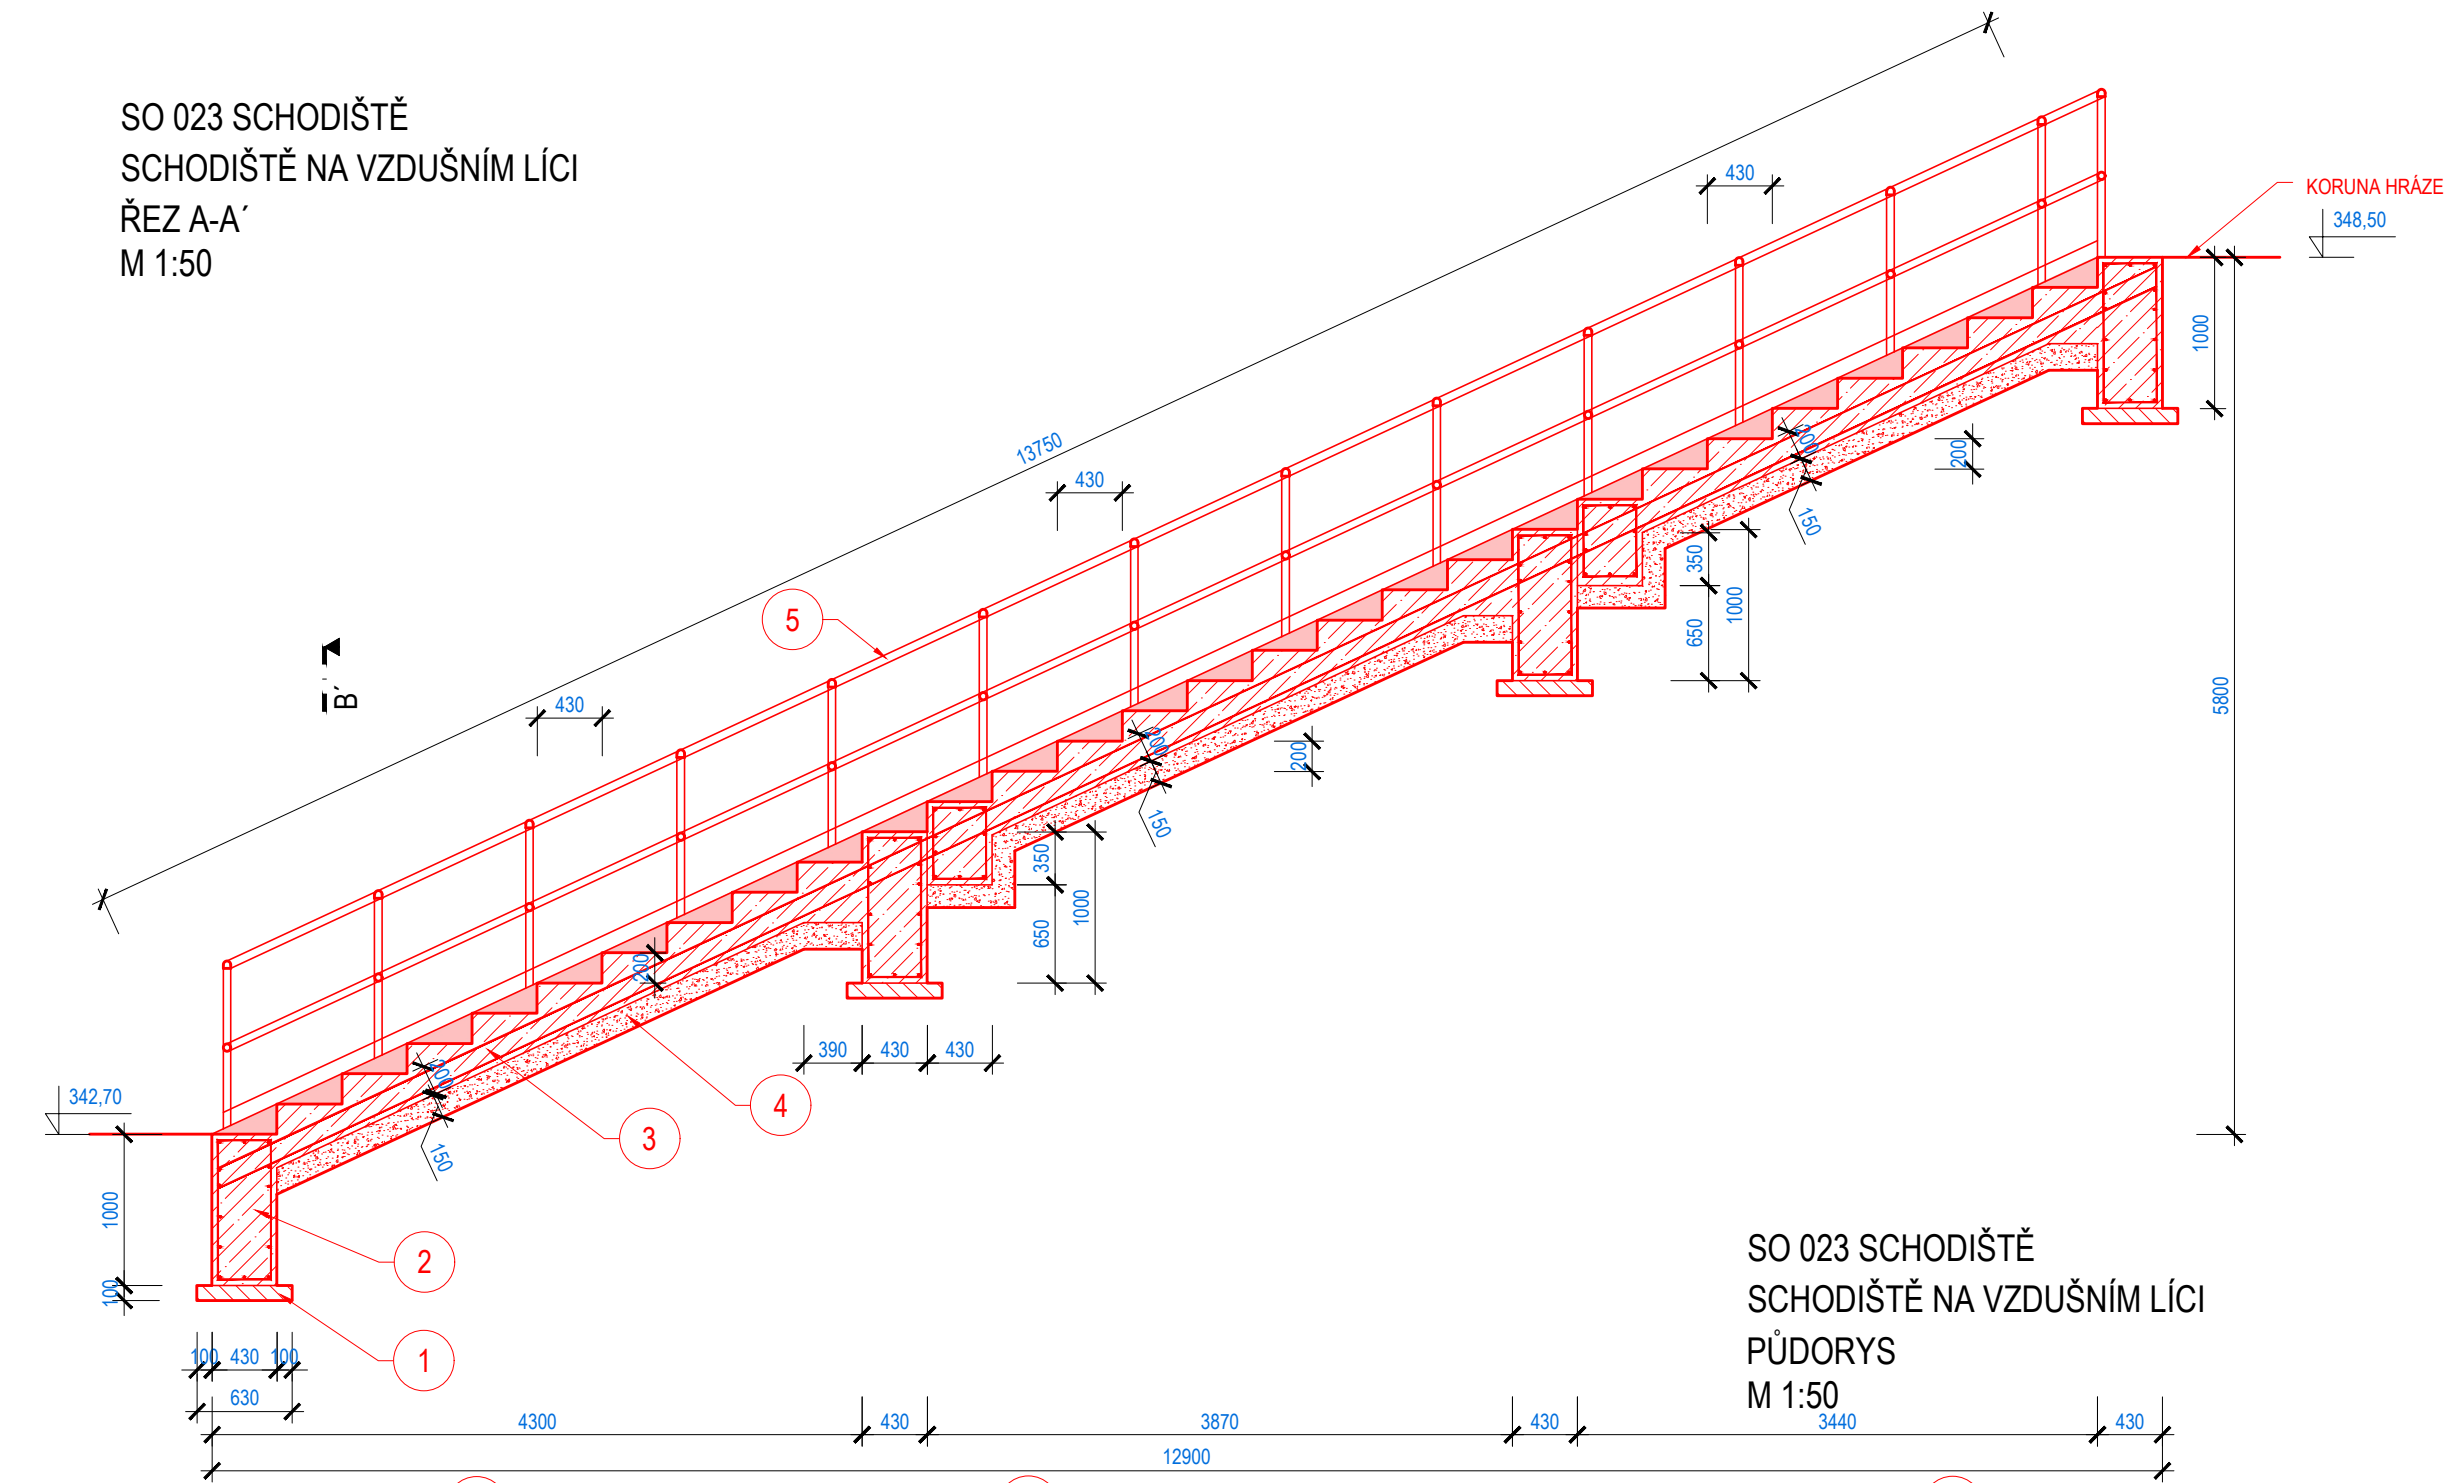 SO 023 SCHODIŠTĚ
SCHODIŠTĚ NA VZDUŠNÍM LÍCI
ŘEZ A-A´
M 1:50
KORUNA HRÁZE
348,50
430
1000
13750
430
200
200
150
350
1000
650
5800
5
B´
430
200
200
150
350
1000
650
200
390 430 430
342,70
200
150
4
3
1000
100
2
1
100 430 100
630
SO 023 SCHODIŠTĚ
SCHODIŠTĚ NA VZDUŠNÍM LÍCI
PŮDORYS
M 1:50
4300 430 3870 430 3440 430
12900